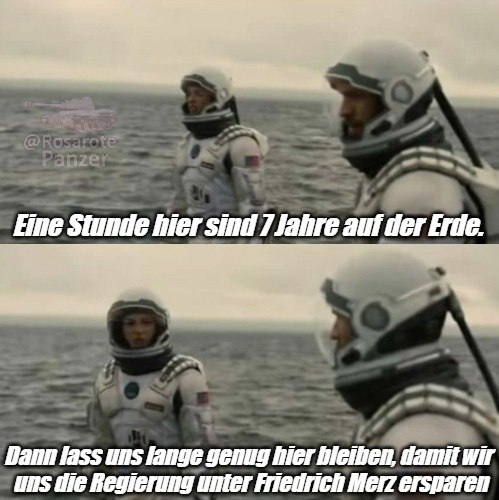 @Rosarote
Panzer
Eine Stunde hier sind 7 Jahre auf der Erde.
Dann lass uns lange genug hier bleiben, damit wir
uns die Regierung unter Friedrich Merz ersparen